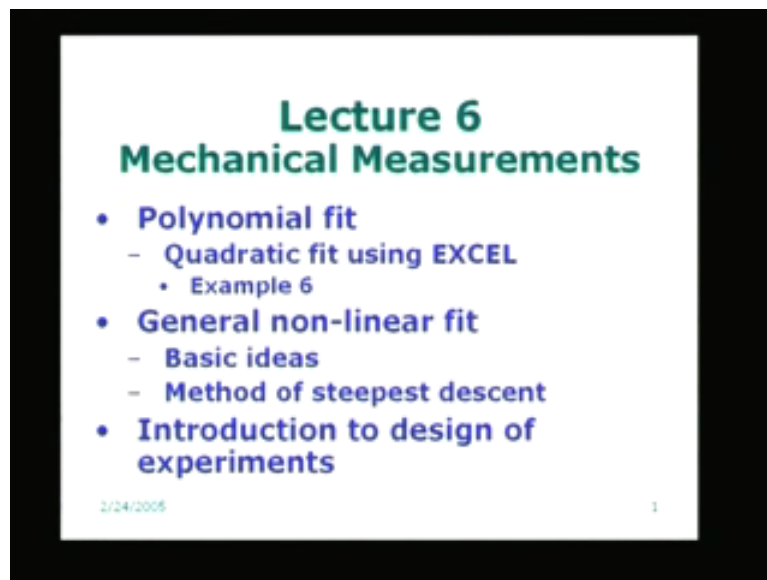 Lecture 6
Mechanical Measurements
• Polynomial fit
– Quadratic fit using EXCEL
• Example 6
• General non-linear fit
– Basic ideas
– Method of steepest descent
• Introduction to design of
experiments
2/24/2005
1